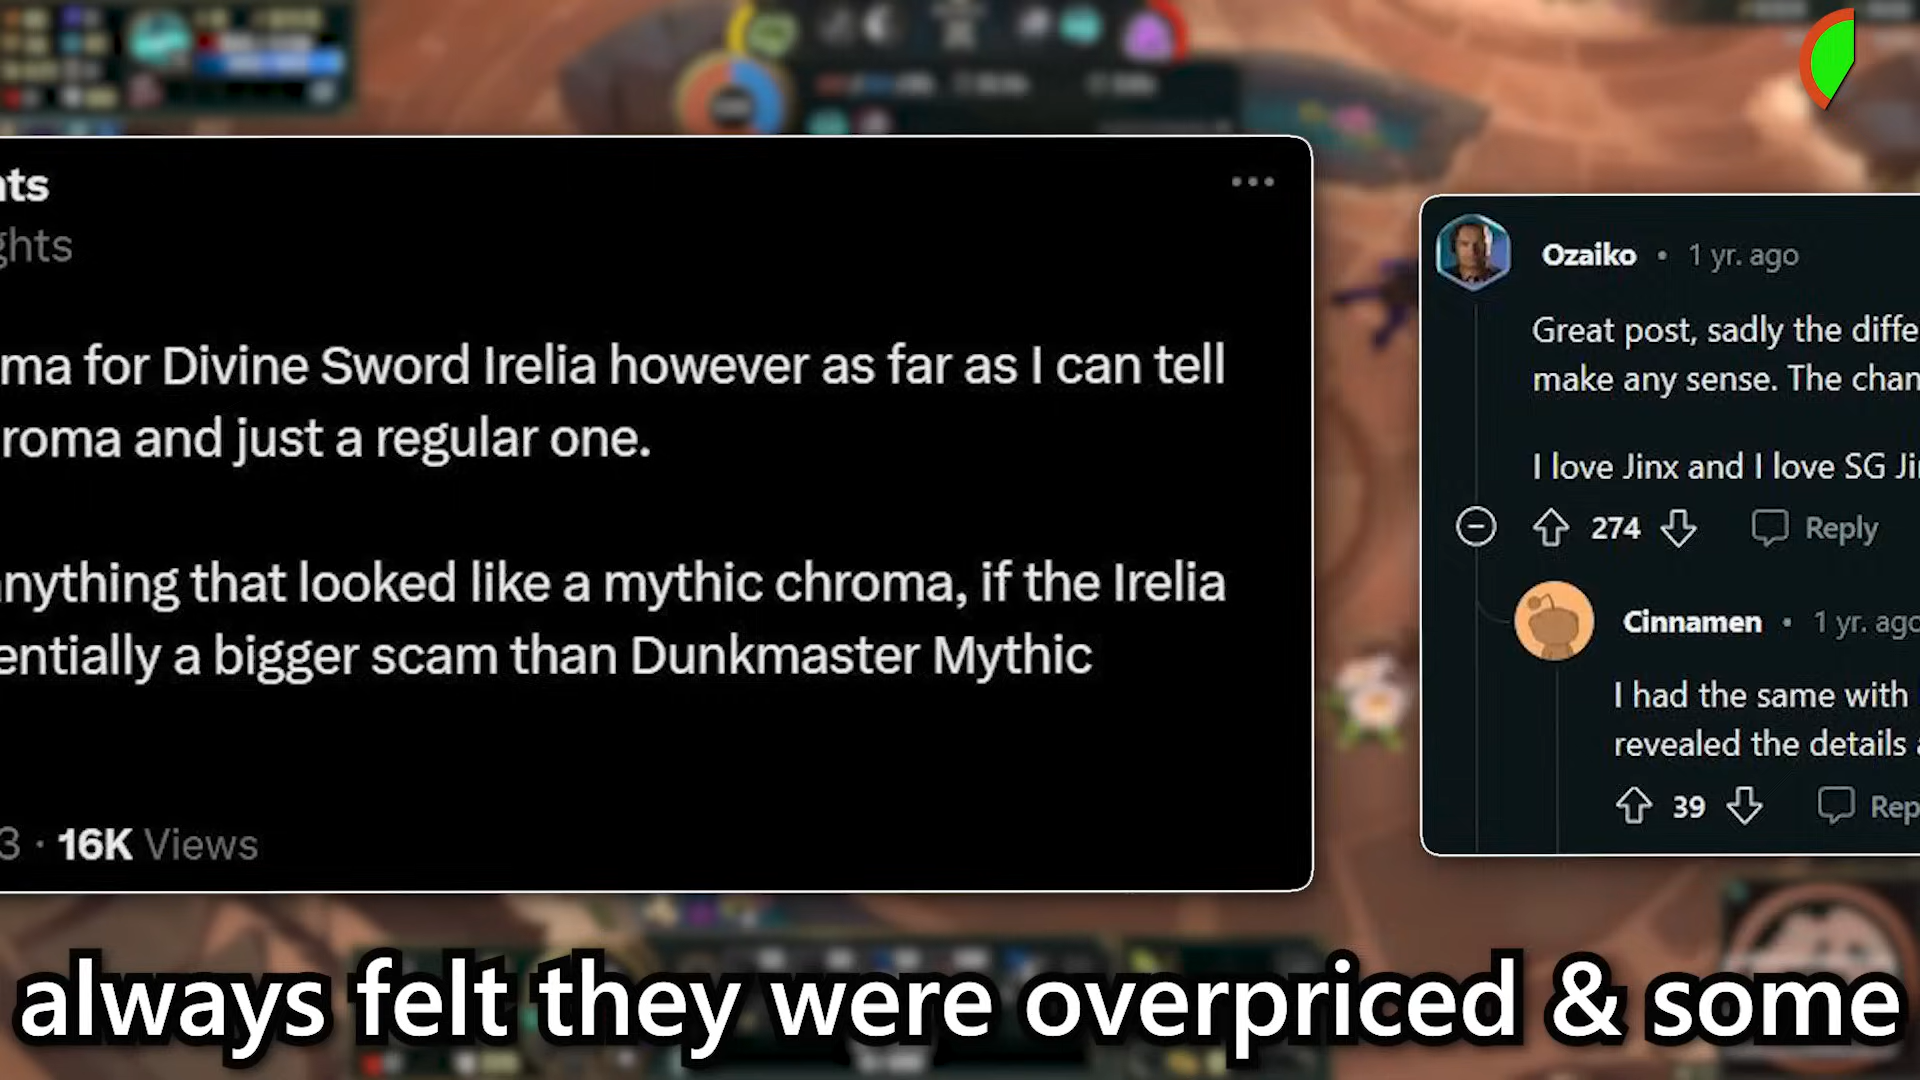 nts
ghts
ma for Divine Sword Irelia however as far as I can tell
roma and just a regular one.
nything that looked like a mythic chroma, if the Irelia
entially a bigger scam than Dunkmaster Mythic
3 · 16K Views
Ozaiko • 1 yr. ago
Great post, sadly the diffe
make any sense. The chan
I love Jinx and I love SG Ji
274 Reply
Cinnamen • 1 yr. ago
I had the same with
revealed the details a
39 Rep
always felt they were overpriced & some